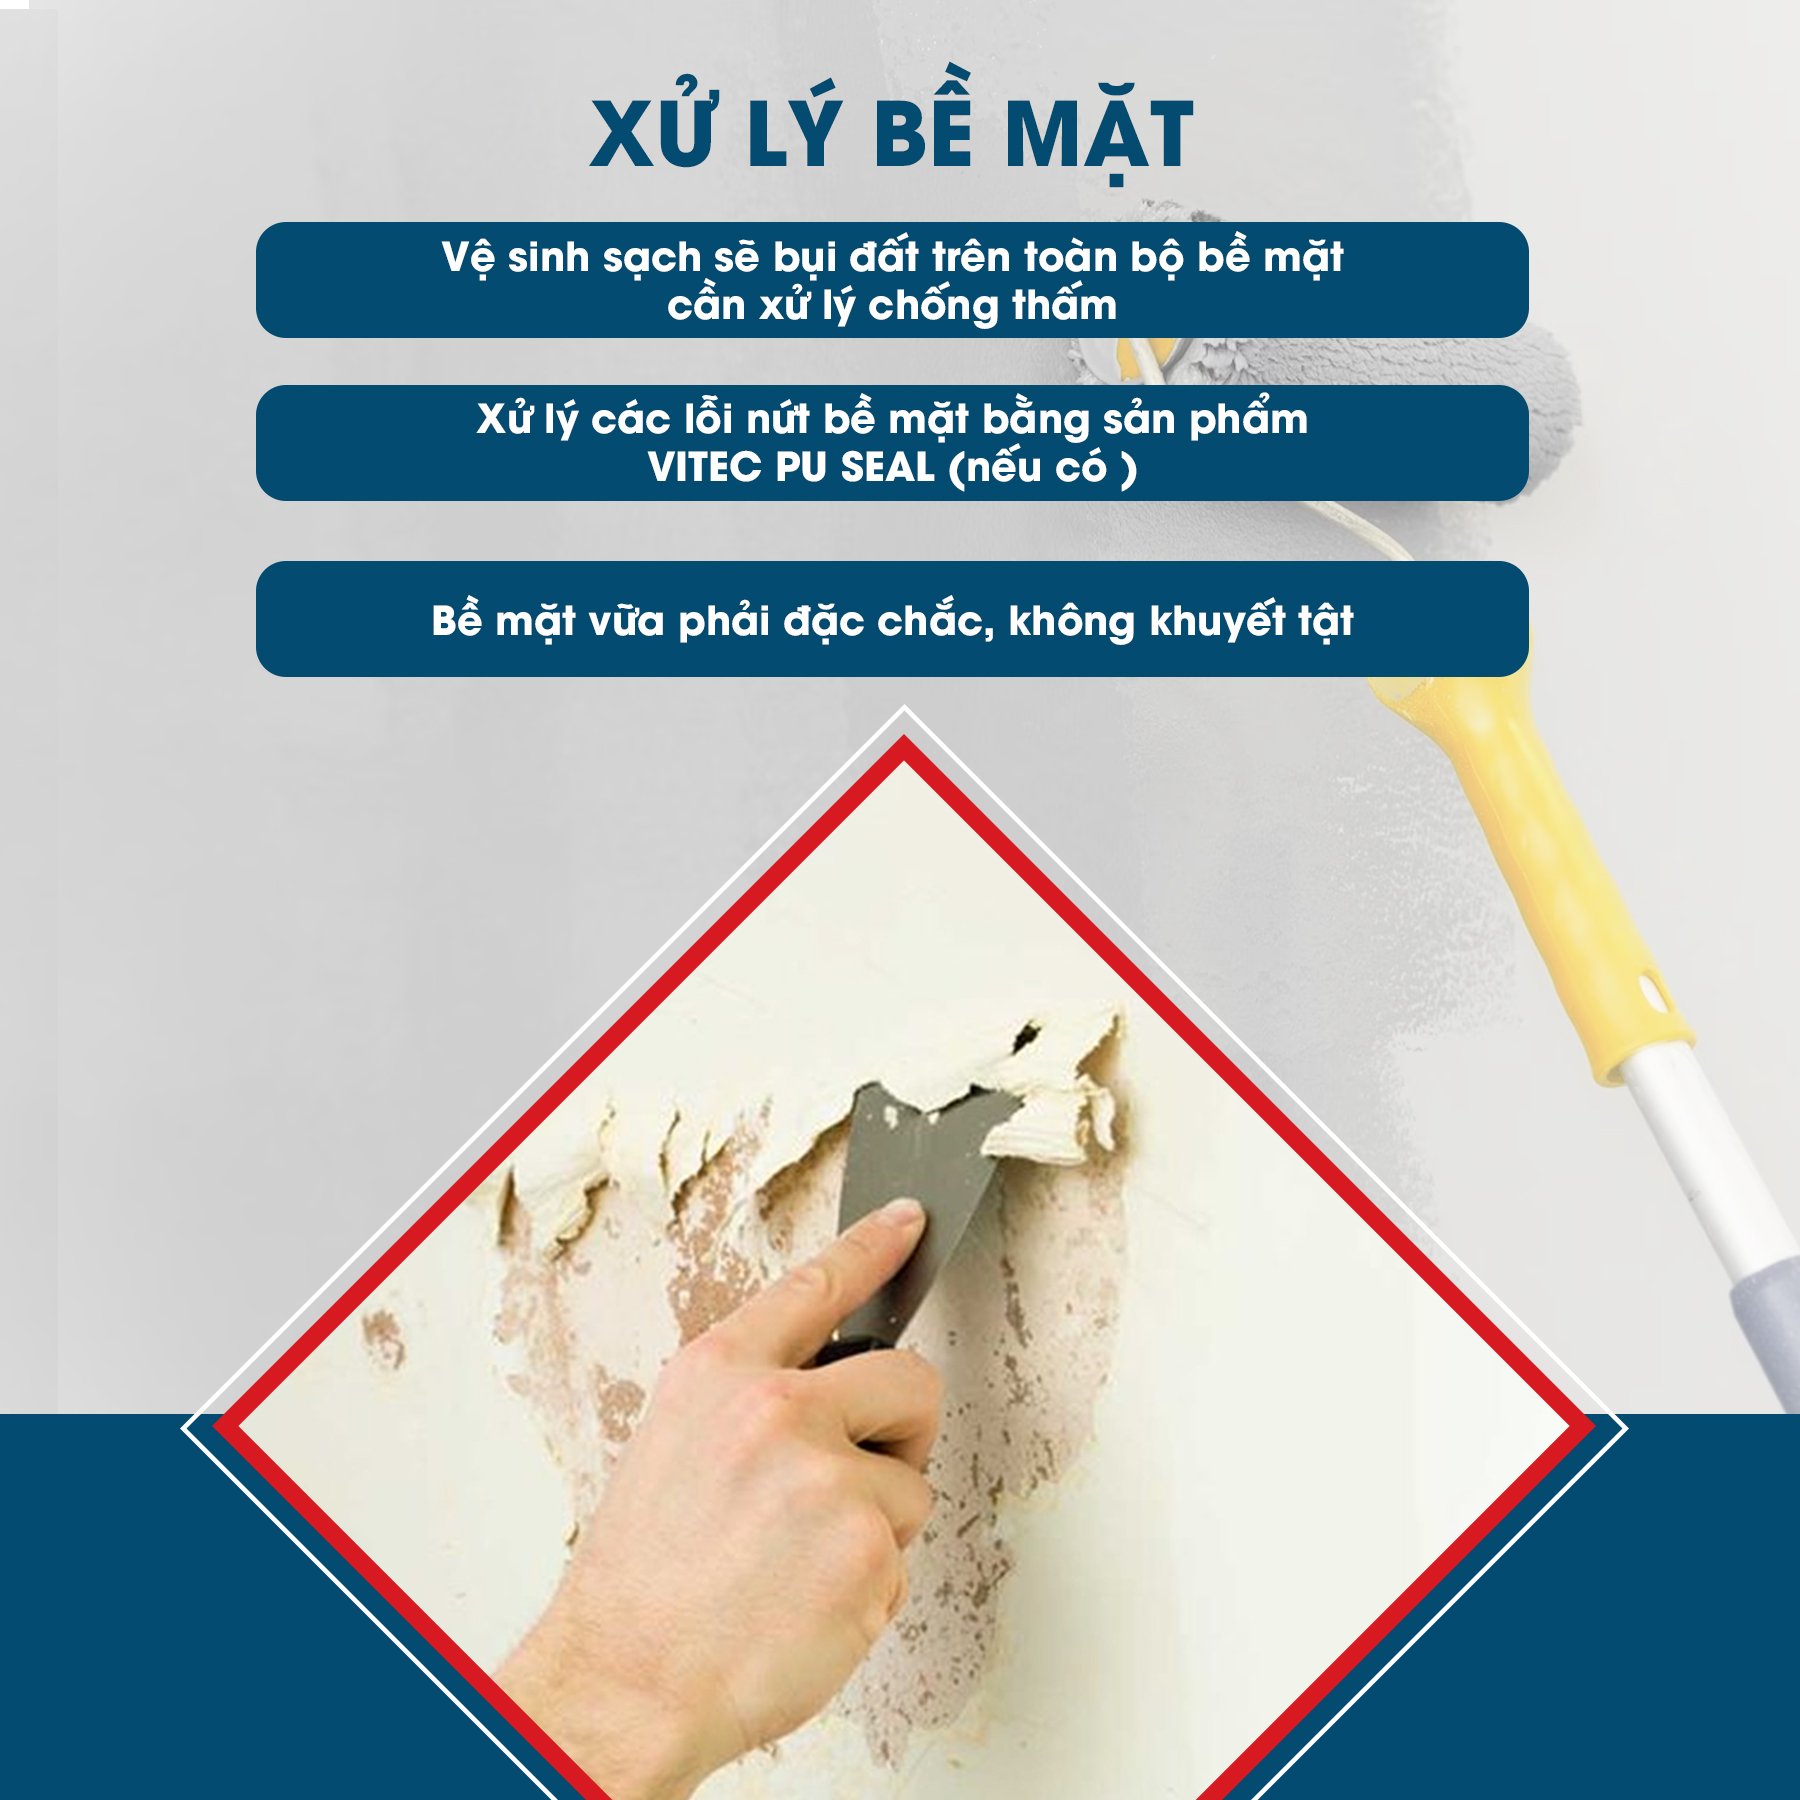 XỬ LÝ BỀ MẶT
Vệ sinh sạch sẽ bụi đất trên toàn bộ bề mặt
cần xử lý chống thấm
Xử lý các lỗi nứt bề mặt bằng sản phẩm
VITEC PU SEAL (nếu có )
Bề mặt vữa phải đặc chắc, không khuyết tật